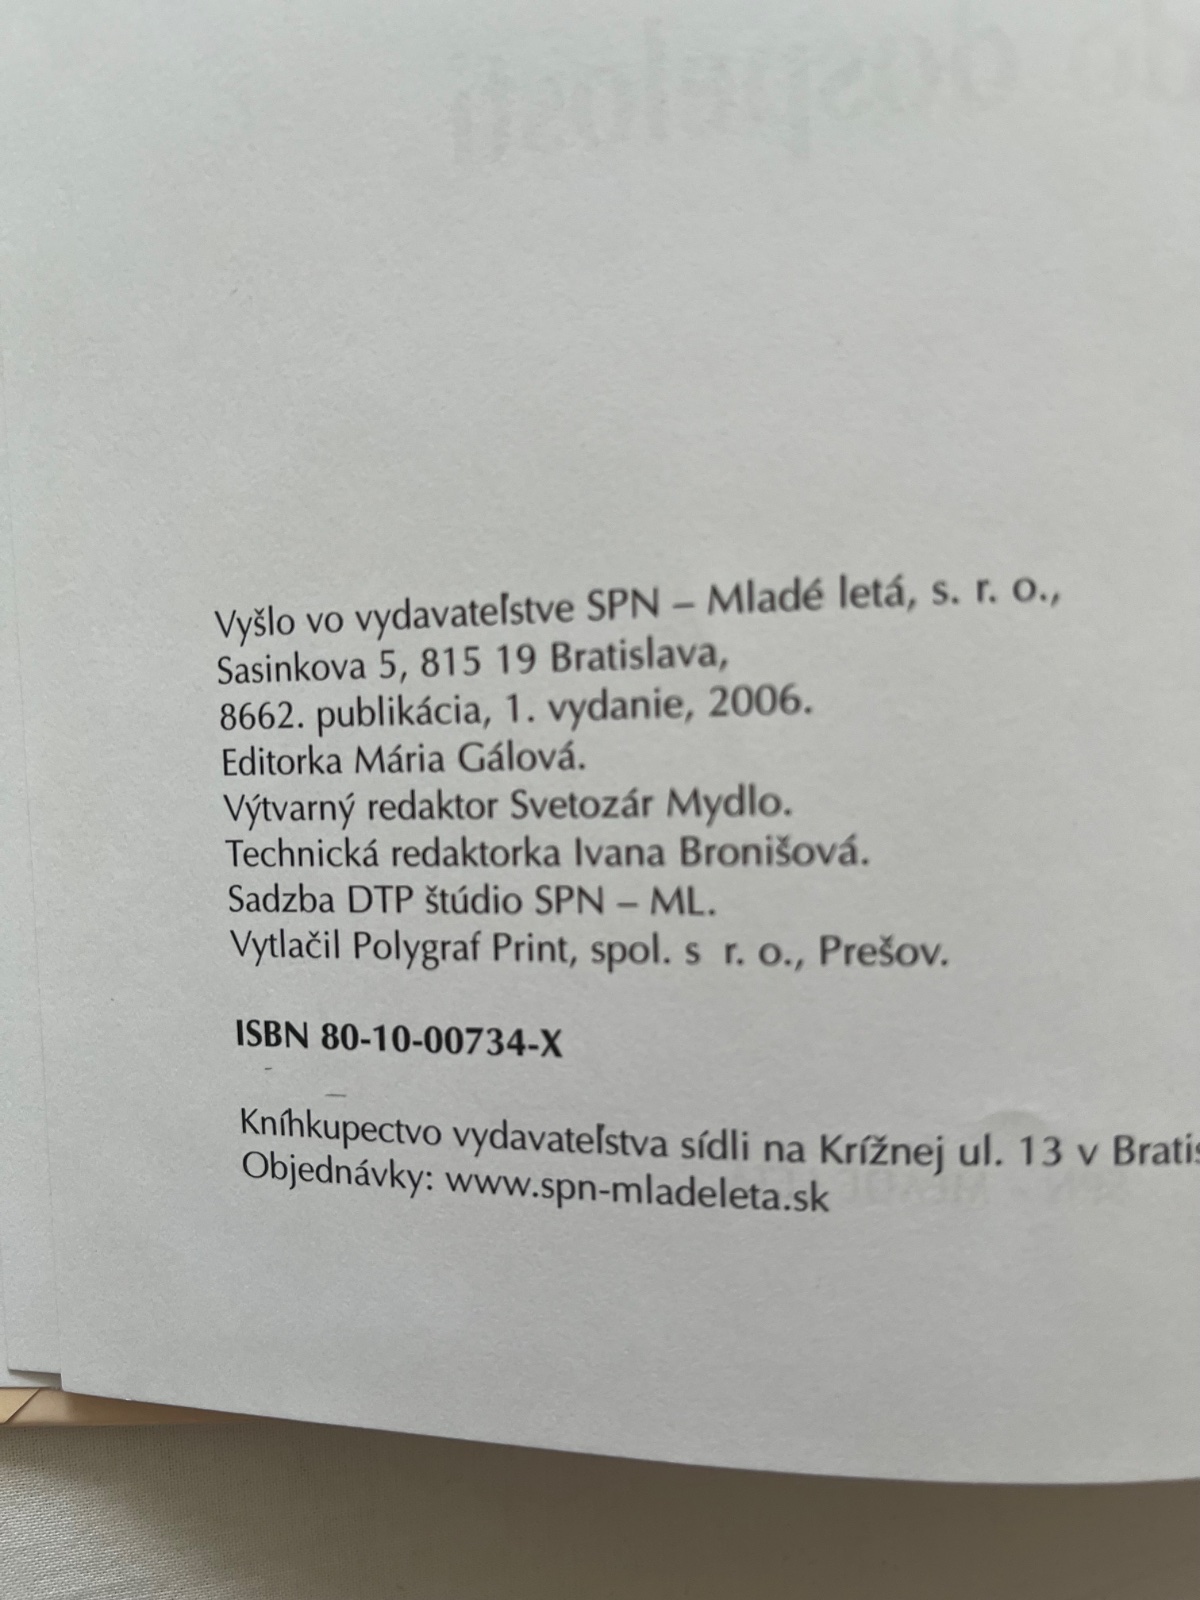 Vyšlo vo vydavateľstve SPN – Mladé letá, s. r. o.,
Sasinkova 5, 815 19 Bratislava,
8662. publikácia, 1. vydanie, 2006.
Editorka Mária Gálová.
Výtvarný redaktor Svetozár Mydlo.
Technická redaktorka Ivana Bronišová.
Sadzba DTP štúdio SPN – ML.
Vytlačil Polygraf Print, spol. s r. o., Prešov.
ISBN 80-10-00734-X
Kníhkupectvo vydavateľstva sídli na Krížnej ul. 13 v Bratis
Objednávky: www.spn-mladeleta.sk